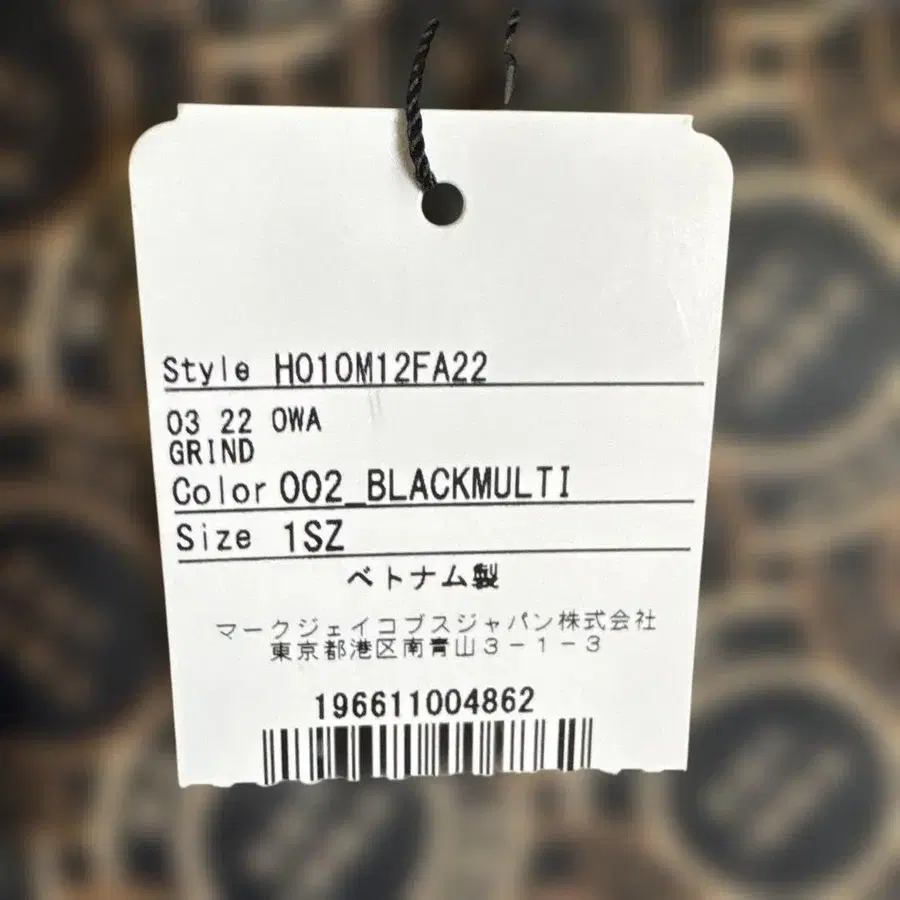 Style H010M12FA22
03 22 OWA
GRIND
Color 002_BLACKMULTI
Size 1SZ
ベトナム製
マークジェイコブスジャパン株式会社
東京都港区南青山3-1-3
196611004862